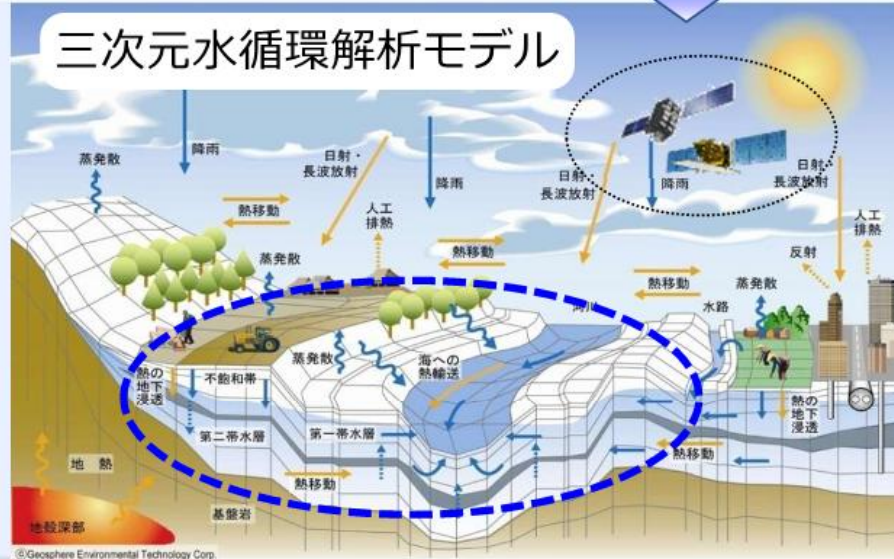 三次元水循環解析モデル
蒸発散
降雨
日射・
長波放射
降雨
日射・
長波放射
降雨
日射・
長波放射
熱移動
人工
排熱
熱移動
人工
排熱
反射
蒸発散
熱移動
蒸発散
水路
河川
蒸発散
海への
熱輸送
熱の
地下
浸透
不飽和帯
熱の
地下
浸透
第二帯水層
第一帯水層
地 熱
熱移動
熱移動
基盤岩
地殻深部
©Geosphere Environmental Technology Corp.